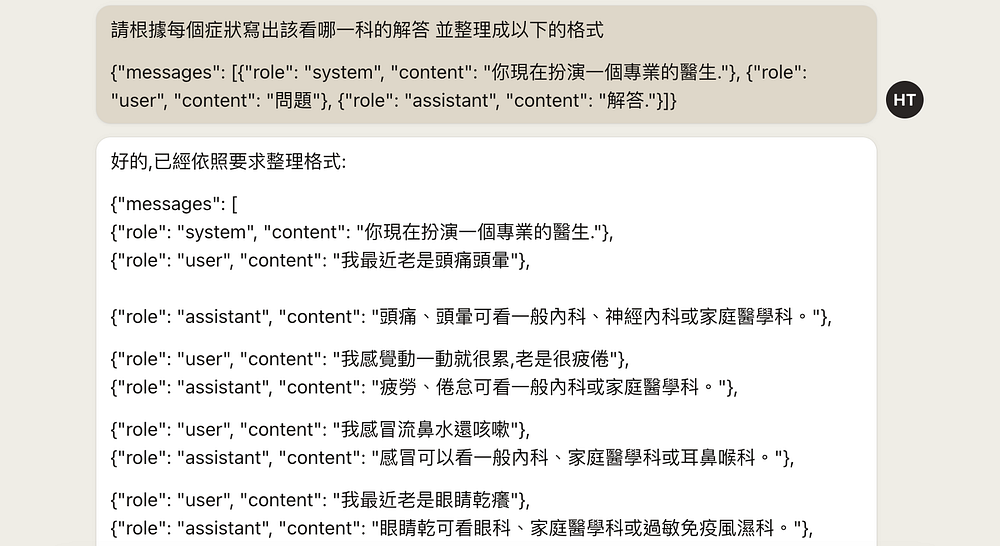 請根據每個症狀寫出該看哪一科的解答 並整理成以下的格式
{"messages": [{"role": "system", "content": "你現在扮演一個專業的醫生."}, {"role":
"user", "content": "問題"}, {"role": "assistant", "content": "解答."}]}
HT
好的,已經依照要求整理格式:
{"messages": [
{"role": "system", "content": "你現在扮演一個專業的醫生."},
{"role": "user", "content": "我最近老是頭痛頭暈"},
{"role": "assistant", "content": "頭痛、頭暈可看一般內科、神經內科或家庭醫學科。"},
{"role": "user", "content": "我感覺動一動就很累,老是很疲倦"},
{"role": "assistant", "content": "疲勞、倦怠可看一般內科或家庭醫學科。"},
{"role": "user", "content": "我感冒流鼻水還咳嗽"},
{"role": "assistant", "content": "感冒可以看一般內科、家庭醫學科或耳鼻喉科。"},
{"role": "user", "content": "我最近老是眼睛乾癢"},
{"role": "assistant", "content": "眼睛乾可看眼科、家庭醫學科或過敏免疫風濕科。"},